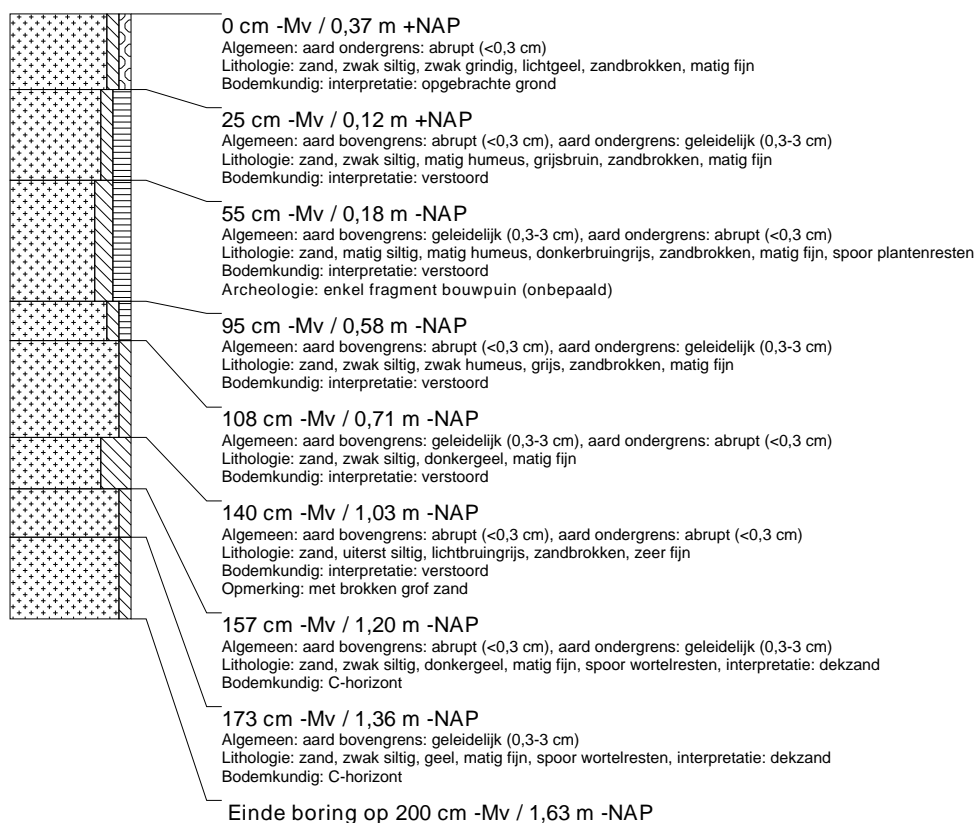 0 cm -Mv / 0,37 m +NAP
Algemeen: aard ondergrens: abrupt (<0,3 cm)
Lithologie: zand, zwak siltig, zwak grindig, lichtgeel, zandbrokken, matig fijn
Bodemkundig: interpretatie: opgebrachte grond
25 cm -Mv / 0,12 m +NAP
Algemeen: aard bovengrens: abrupt (<0,3 cm), aard ondergrens: geleidelijk (0,3-3 cm)
Lithologie: zand, zwak siltig, matig humeus, grijsbruin, zandbrokken, matig fijn
Bodemkundig: interpretatie: verstoord
55 cm -Mv / 0,18 m -NAP
Algemeen: aard bovengrens: geleidelijk (0,3-3 cm), aard ondergrens: abrupt (<0,3 cm)
Lithologie: zand, matig siltig, matig humeus, donkerbruingrijs, zandbrokken, matig fijn, spoor plantenresten
Bodemkundig: interpretatie: verstoord
Archeologie: enkel fragment bouwpuin (onbepaald)
95 cm -Mv / 0,58 m -NAP
Algemeen: aard bovengrens: abrupt (<0,3 cm), aard ondergrens: geleidelijk (0,3-3 cm)
Lithologie: zand, zwak siltig, zwak humeus, grijs, zandbrokken, matig fijn
Bodemkundig: interpretatie: verstoord
108 cm -Mv / 0,71 m -NAP
Algemeen: aard bovengrens: geleidelijk (0,3-3 cm), aard ondergrens: abrupt (<0,3 cm)
Lithologie: zand, zwak siltig, donkergeel, matig fijn
Bodemkundig: interpretatie: verstoord
140 cm -Mv / 1,03 m -NAP
Algemeen: aard bovengrens: abrupt (<0,3 cm), aard ondergrens: abrupt (<0,3 cm)
Lithologie: zand, uiterst siltig, lichtbruingrijs, zandbrokken, zeer fijn
Bodemkundig: interpretatie: verstoord
Opmerking: met brokken grof zand
157 cm -Mv / 1,20 m -NAP
Algemeen: aard bovengrens: abrupt (<0,3 cm), aard ondergrens: geleidelijk (0,3-3 cm)
Lithologie: zand, zwak siltig, donkergeel, matig fijn, spoor wortelresten, interpretatie: dekzand
Bodemkundig: C-horizont
173 cm -Mv / 1,36 m -NAP
Algemeen: aard bovengrens: geleidelijk (0,3-3 cm)
Lithologie: zand, zwak siltig, geel, matig fijn, spoor wortelresten, interpretatie: dekzand
Bodemkundig: C-horizont
Einde boring op 200 cm -Mv / 1,63 m -NAP